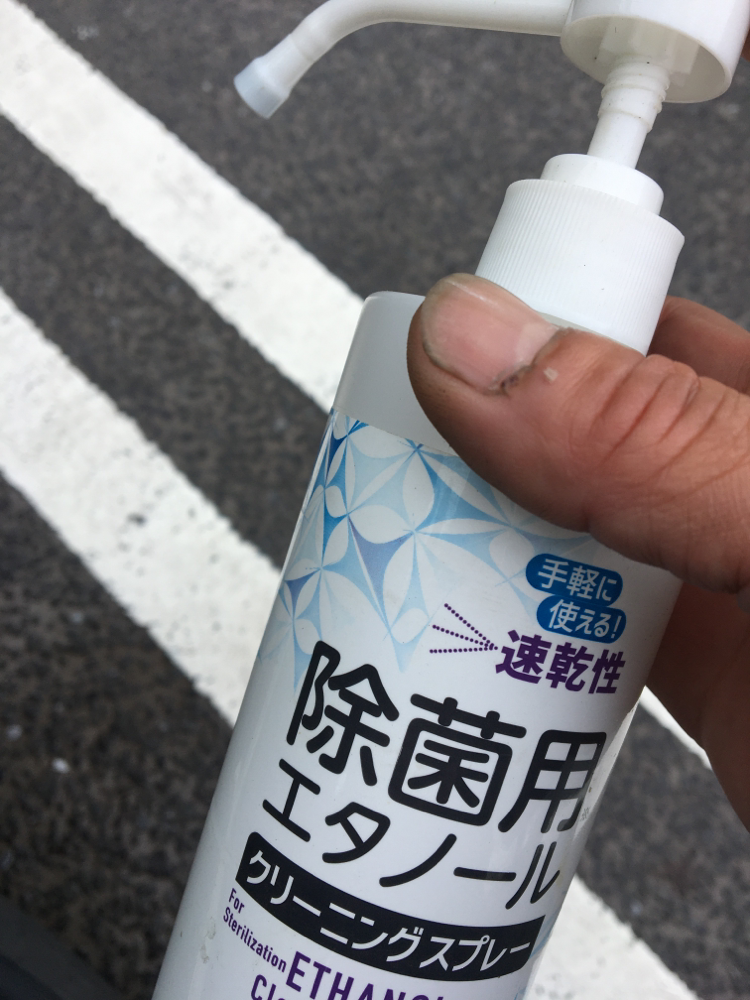 手軽に
使える!
速乾性
除菌用
エタノール
クリーニングスプレー
For
Sterilization